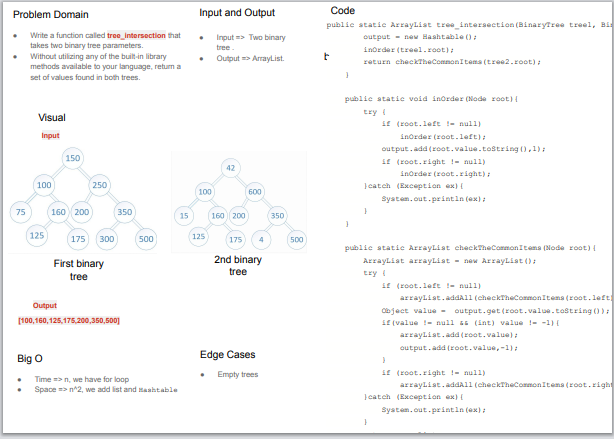 Problem Domain
● Write a function called tree_intersection that
takes two binary tree parameters.
● Without utilizing any of the built-in library
methods available to your language, return a
set of values found in both trees.
Input and Output
● Input => Two binary
tree .
● Output => ArrayList.
Visual
Input
150
100
250
75
160
200
350
125
175
300
500
First binary
tree
42
100
600
15
160
200
350
125
175
4
500
2nd binary
tree
Output
[100,160,125,175,200,350,500]
Big O
● Time => n, we have for loop
● Space => n^2, we add list and Hashtable
Edge Cases
● Empty trees
Code
public static ArrayList tree_intersection(BinaryTree tree1, Bin
output = new Hashtable();
inOrder(tree1.root);
return checkTheCommonItems(tree2.root);
}
public static void inOrder(Node root){
try {
if (root.left != null)
inOrder(root.left);
output.add(root.value.toString(),1);
if (root.right != null)
inOrder(root.right);
}catch (Exception ex){
System.out.println(ex);
}
}
public static ArrayList checkTheCommonItems(Node root){
ArrayList arrayList = new ArrayList();
try {
if (root.left != null)
arrayList.addAll(checkTheCommonItems(root.left
Object value = output.get(root.value.toString());
if(value != null && (int) value != -1){
arrayList.add(root.value);
output.add(root.value,-1);
}
if (root.right != null)
arrayList.addAll(checkTheCommonItems(root.right
}catch (Exception ex){
System.out.println(ex);
}